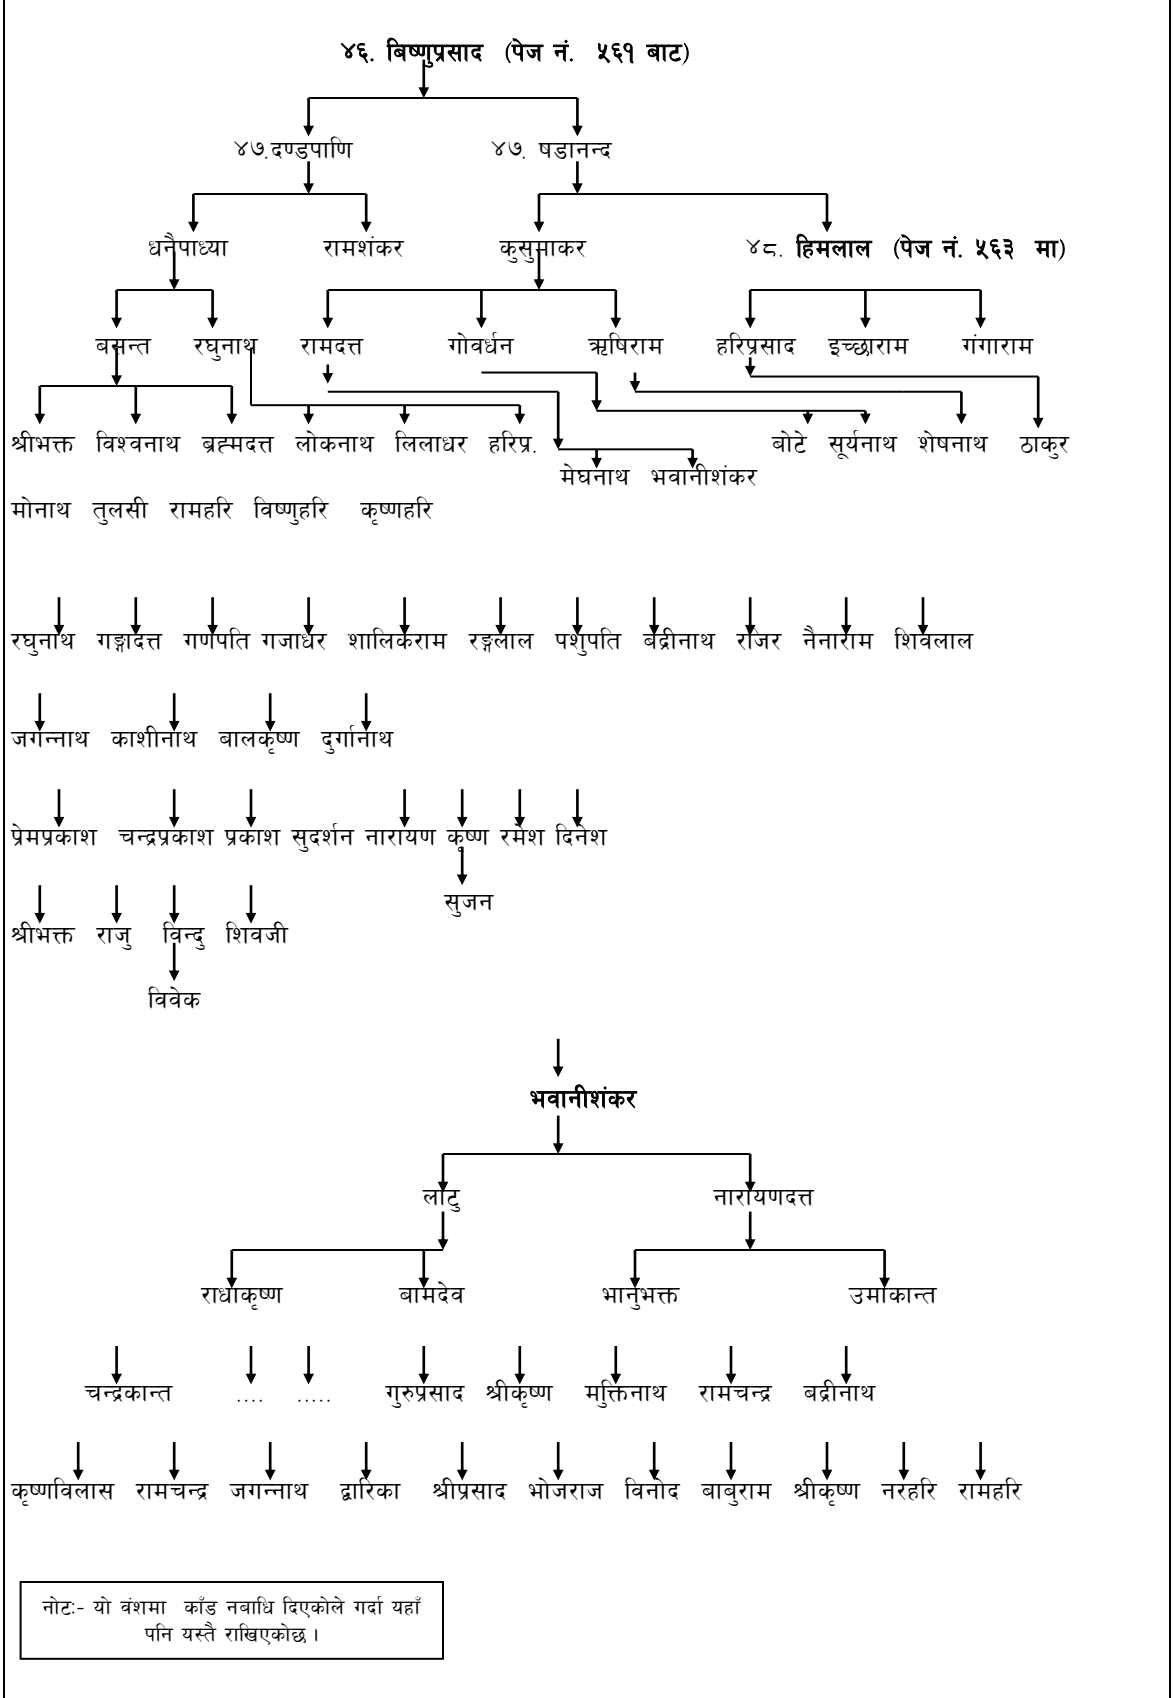 ४६. बिष्णुप्रसाद (पेज नं. ५६१ बाट)
४७.दण्डपाणि ४७. षडानन्द
धनैपाध्या रामशंकर कुसुमाकर ४८. हिमलाल (पेज नं. ५६३ मा)
बसन्त रघुनाथ रामदत्त गोवर्धन ऋषिराम हरिप्रसाद इच्छाराम गंगाराम
श्रीभक्त विश्वनाथ ब्रह्मदत्त लोकनाथ लिलाधर हरिप्र. बोटे सूर्यनाथ शेषनाथ ठाकुर
मेघनाथ भवानीशंकर
मोनाथ तुलसी रामहरि विष्णुहरि कृष्णहरि
रघुनाथ गङ्गादत्त गणपति गजाधर शालिकराम रङ्गलाल पशुपति बद्रीनाथ रजिर नैनाराम शिवलाल
जगन्नाथ काशीनाथ बालकृष्ण दुर्गानाथ
प्रेमप्रकाश चन्द्रप्रकाश प्रकाश सुदर्शन नारायण कृष्ण रमेश दिनेश
सुजन
श्रीभक्त राजु विन्दु शिवजी
विवेक
भवानीशंकर
लाटु नारायणदत्त
राधाकृष्ण बामदेव भानुभक्त उमाकान्त
चन्द्रकान्त .... ..... गुरुप्रसाद श्रीकृष्ण मुक्तिनाथ रामचन्द्र बद्रीनाथ
कृष्णविलास रामचन्द्र जगन्नाथ द्वारिका श्रीप्रसाद भोजराज विनोद बाबुराम श्रीकृष्ण नरहरि रामहरि
नोटः- यो वंशमा काँड नबाधि दिएकोले गर्दा यहाँ
पनि यस्तै राखिएकोछ ।